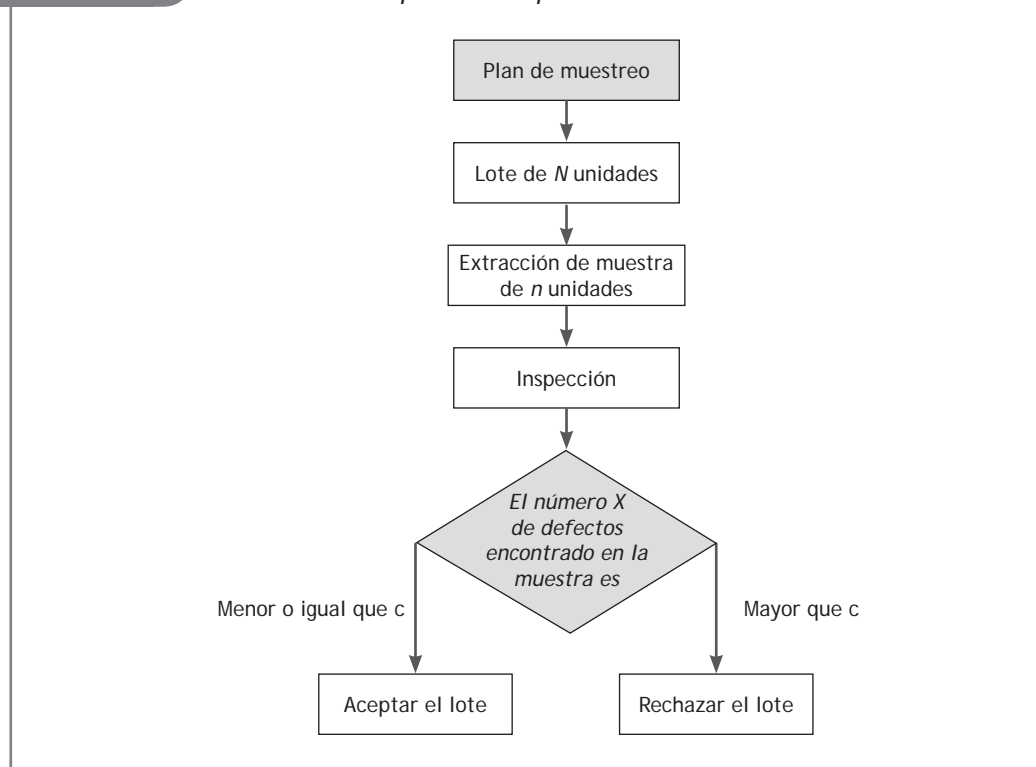 Plan de muestreo
Lote de N unidades
Extracción de muestra
de n unidades
Inspección
El número X
de defectos
encontrado en la
muestra es
Menor o igual que c
Mayor que c
Aceptar el lote
Rechazar el lote